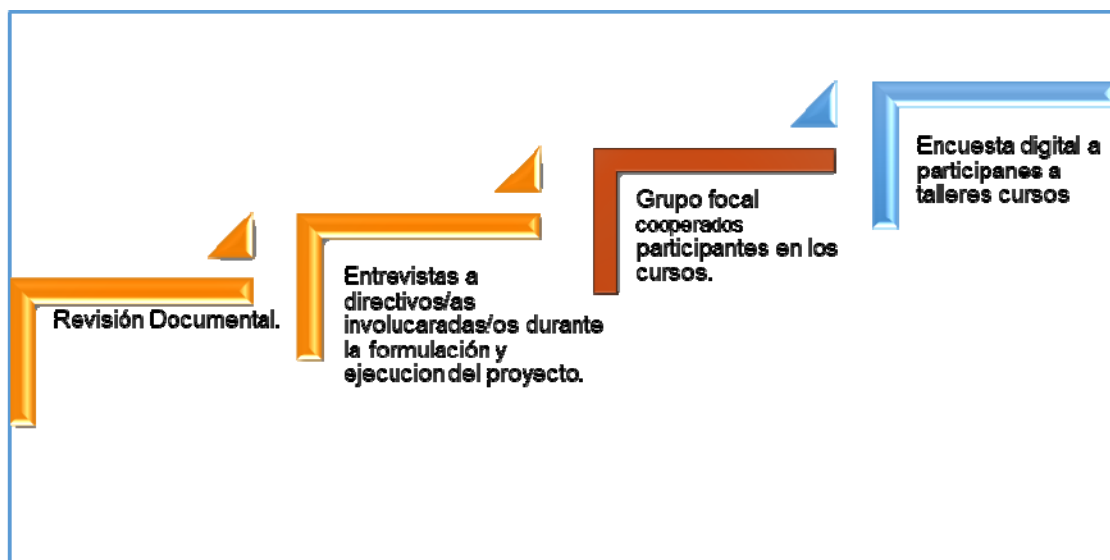 Revisión Documental.
Entrevistas a
directivos/as
involucaradas/os durante
la formulación y
ejecucion del proyecto.
Grupo focal
cooperados
participantes en los
cursos.
Encuesta digital a
participanes a
talleres cursos